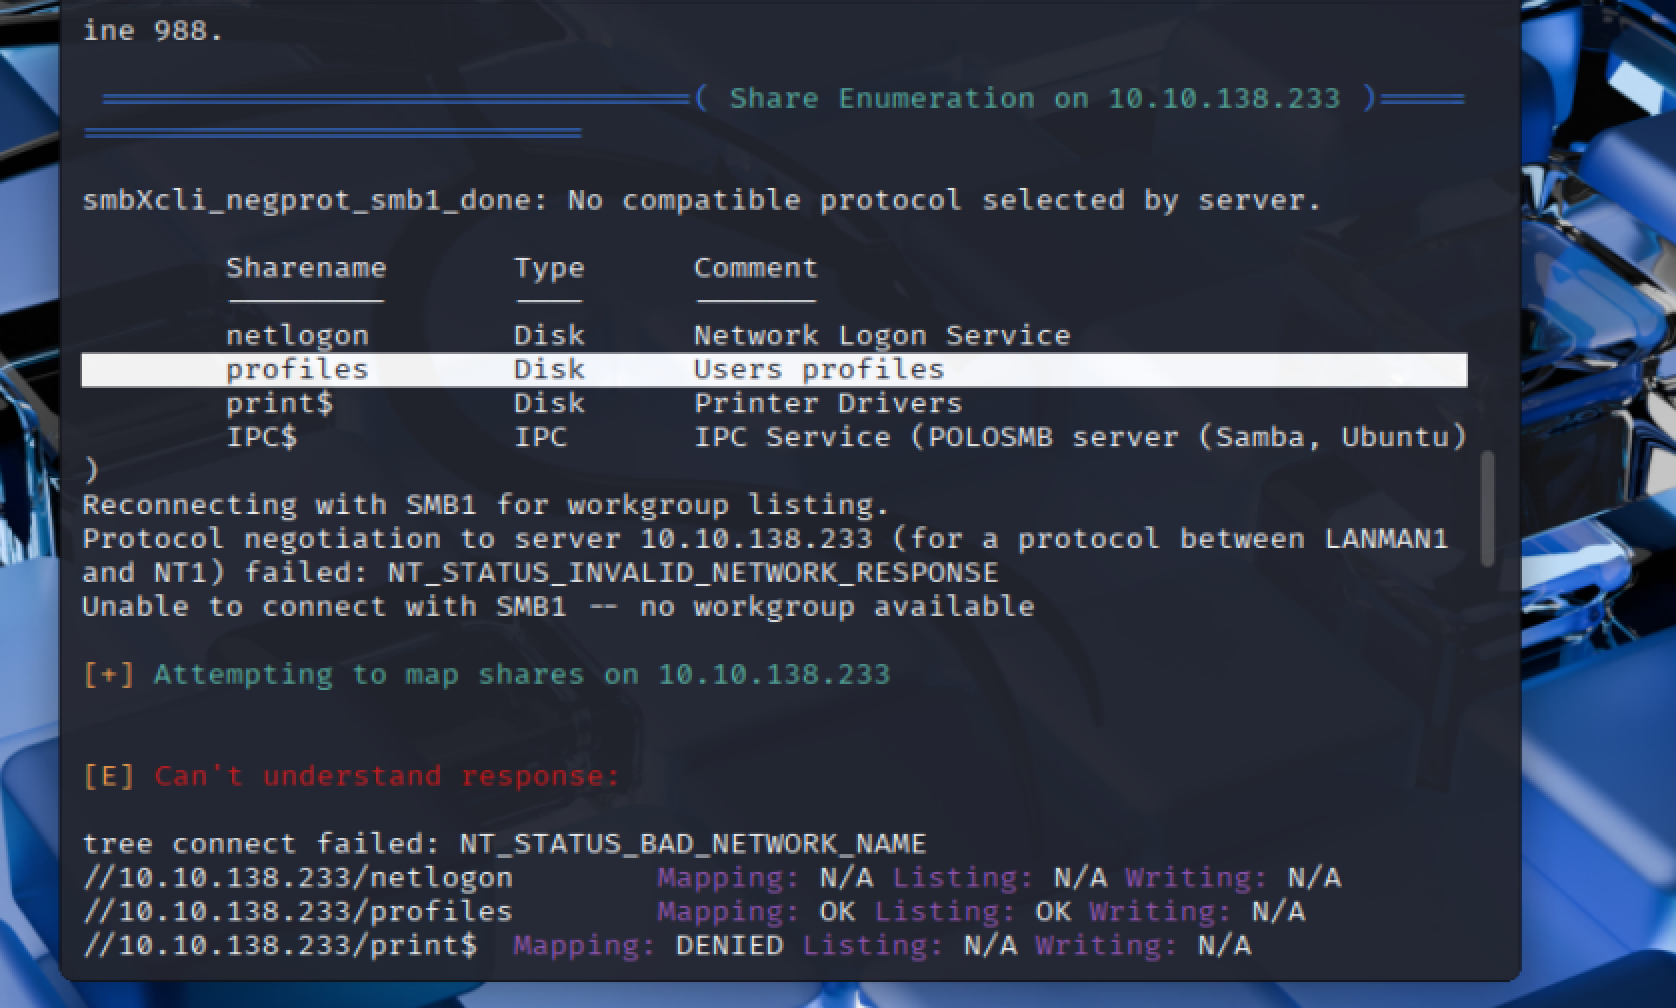 ine 988.
( Share Enumeration on 10.10.138.233 )
smbXcli_negprot_smb1_done: No compatible protocol selected by server.
Sharename Type Comment
netlogon Disk Network Logon Service
profiles Disk Users profiles
print$ Disk Printer Drivers
IPC$ IPC IPC Service (POLOSMB server (Samba, Ubuntu)
)
Reconnecting with SMB1 for workgroup listing.
Protocol negotiation to server 10.10.138.233 (for a protocol between LANMAN1
and NT1) failed: NT_STATUS_INVALID_NETWORK_RESPONSE
Unable to connect with SMB1 -- no workgroup available
[+] Attempting to map shares on 10.10.138.233
[E] Can't understand response:
tree connect failed: NT_STATUS_BAD_NETWORK_NAME
//10.10.138.233/netlogon Mapping: N/A Listing: N/A Writing: N/A
//10.10.138.233/profiles Mapping: OK Listing: OK Writing: N/A
//10.10.138.233/print$ Mapping: DENIED Listing: N/A Writing: N/A